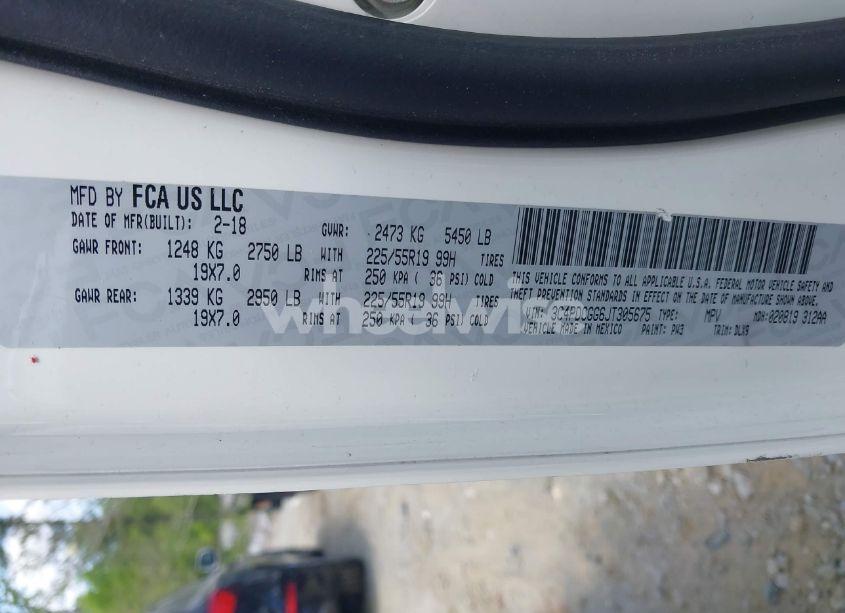 MFD BY FCA US LLC
DATE OF MFR(BUILT): 2-18 GVWR: 2473 KG 5450 LB
GAWR FRONT: 1248 KG 2750 LB WITH 225/55R19 99H TIRES
19X7.0 RIMS AT 250 KPA ( 36 PSI) COLD
GAWR REAR: 1339 KG 2950 LB WITH 225/55R19 99H TIRES
19X7.0 RIMS AT 250 KPA ( 36 PSI) COLD
THIS VEHICLE CONFORMS TO ALL APPLICABLE U.S.A. FEDERAL MOTOR VEHICLE SAFETY AND
THEFT PREVENTION STANDARDS IN EFFECT ON THE DATE OF MANUFACTURE SHOWN ABOVE.
VIN: 3C4PDCGG6JT305675 TYPE: MPV MDH: 020819 312AA
VEHICLE MADE IN MEXICO PAINT: PW3 TRIM: DLX9